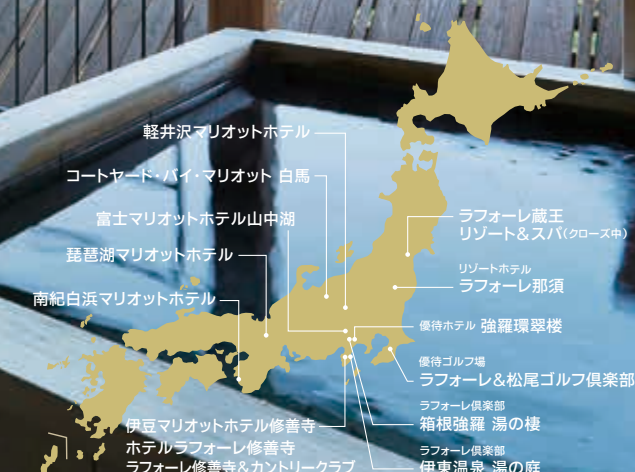 軽井沢マリオットホテル
コートヤード・バイ・マリオット 白馬
富士マリオットホテル山中湖
琵琶湖マリオットホテル
南紀白浜マリオットホテル
伊豆マリオットホテル修善寺
ホテルラフォーレ修善寺
ラフォーレ修善寺&カントリークラブ
ラフォーレ蔵王
リゾート&スパ(クローズ中)
リゾートホテル
ラフォーレ那須
優待ホテル 強羅環翠楼
優待ゴルフ場
ラフォーレ&松尾ゴルフ倶楽部
ラフォーレ倶楽部
箱根強羅 湯の棲
ラフォーレ倶楽部
伊東温泉 湯の庭